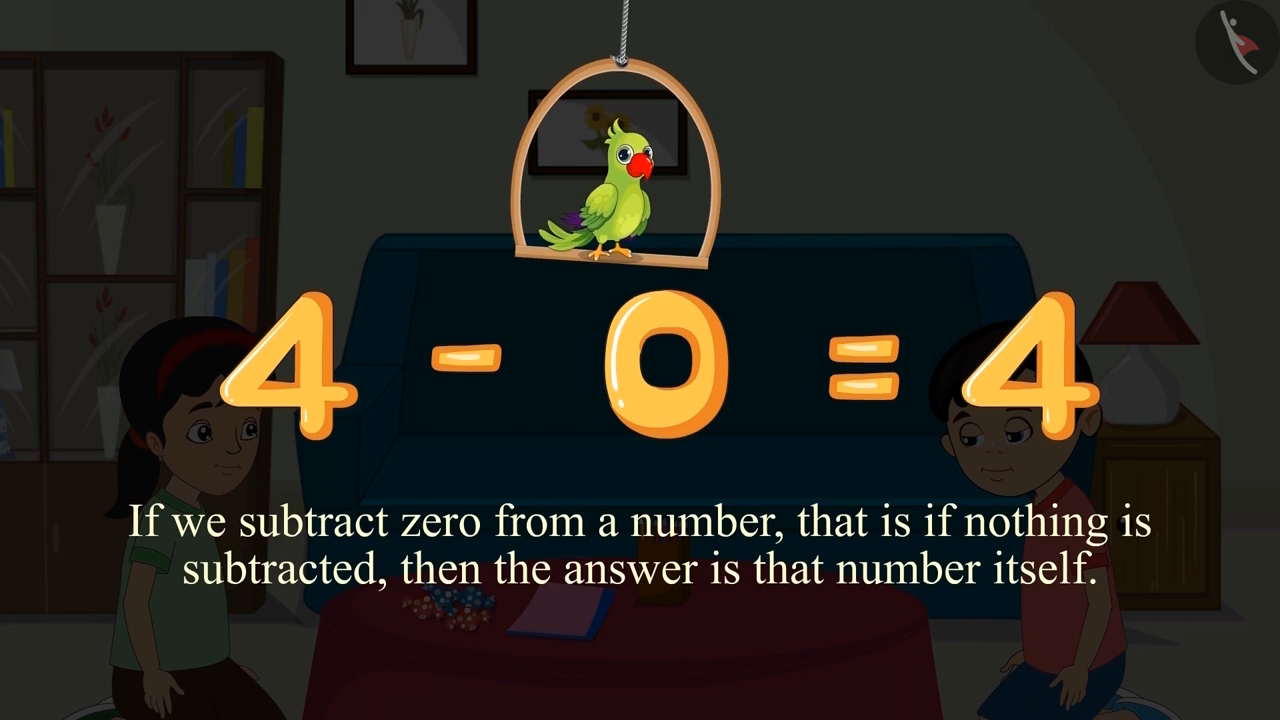 4 - 0 = 4
If we subtract zero from a number, that is if nothing is
subtracted, then the answer is that number itself.